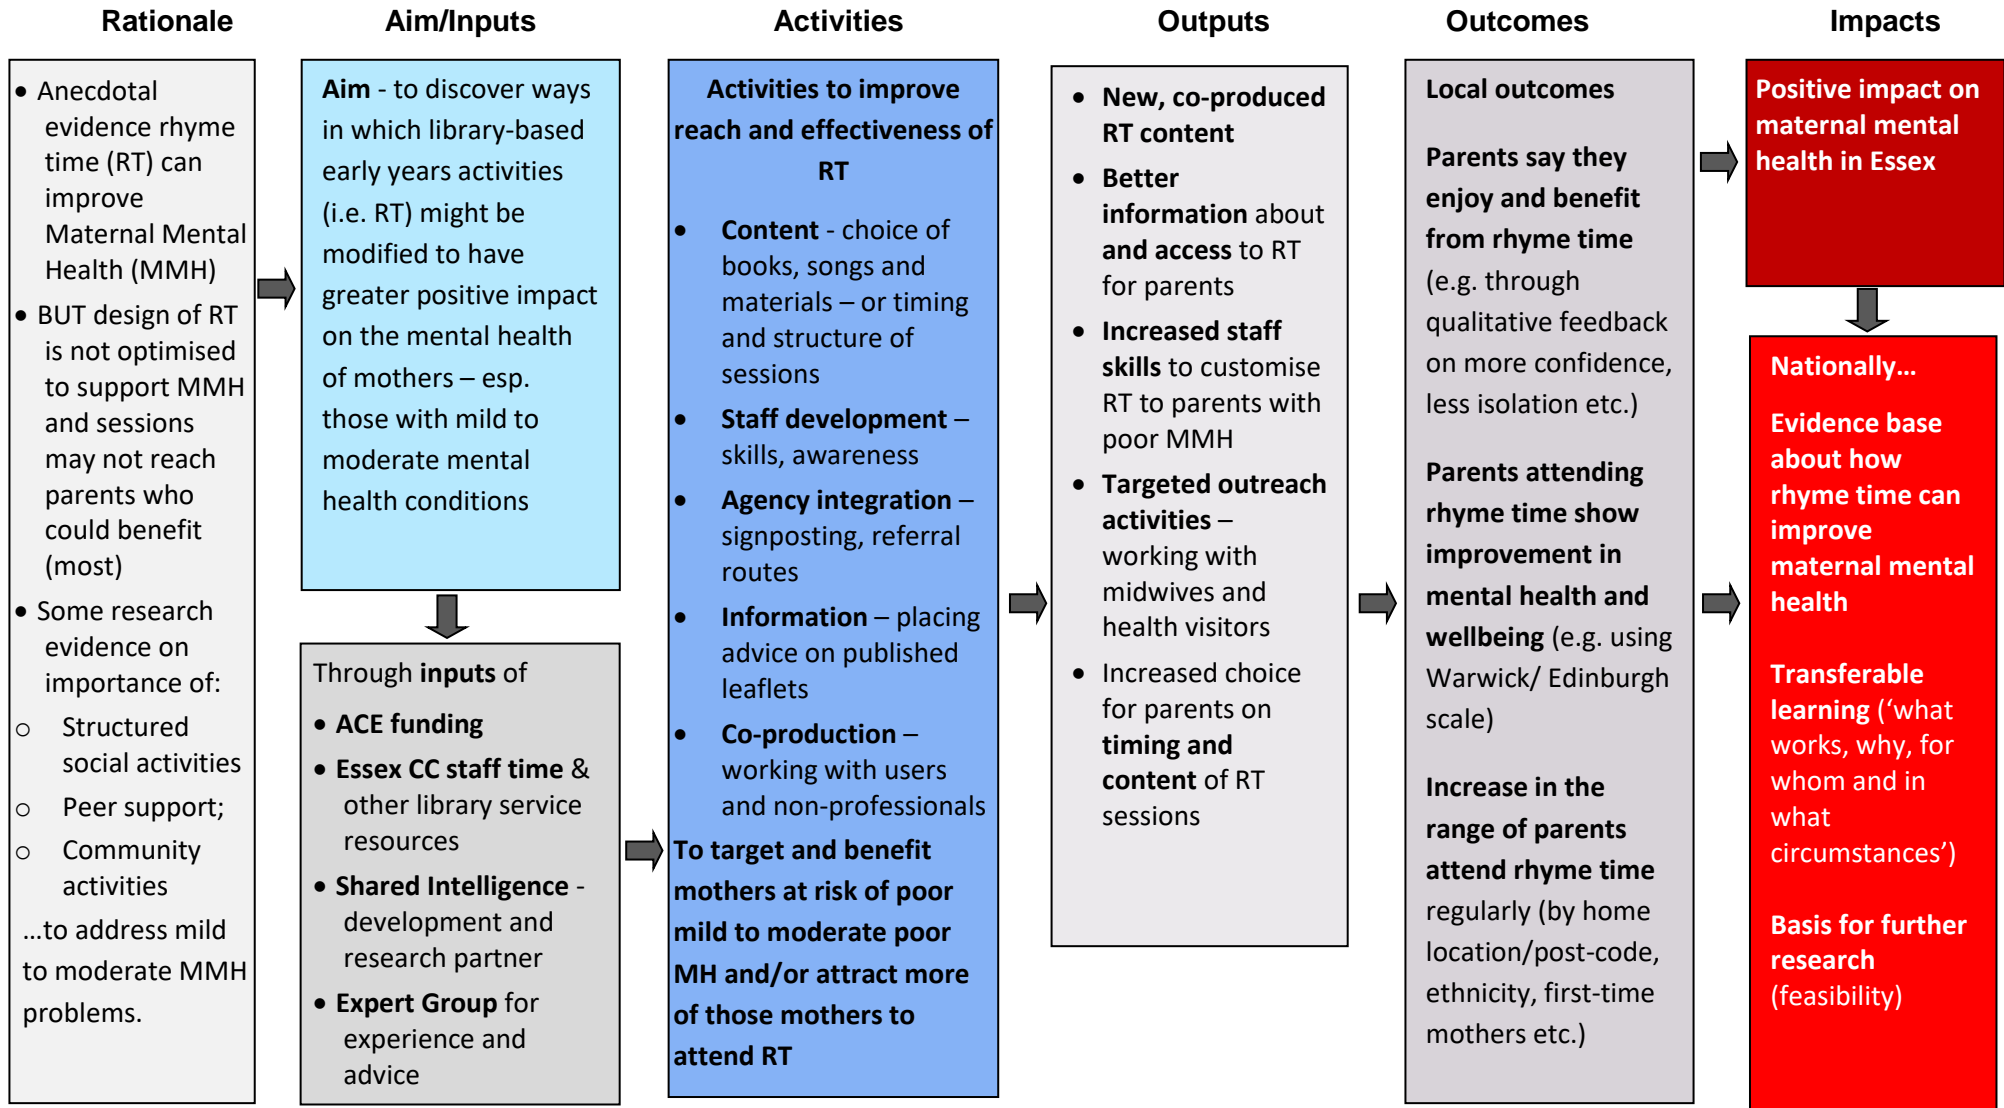 Rationale
Aim/Inputs
Activities
Outputs
Outcomes
Impacts
• Anecdotal
evidence rhyme
time (RT) can
improve
Maternal Mental
Health (MMH)
• BUT design of RT
is not optimised
to support MMH
and sessions
may not reach
parents who
could benefit
(most)
• Some research
evidence on
importance of:
o Structured
social activities
o Peer support;
o Community
activities
…to address mild
to moderate MMH
problems.
Aim - to discover ways
in which library-based
early years activities
(i.e. RT) might be
modified to have
greater positive impact
on the mental health
of mothers – esp.
those with mild to
moderate mental
health conditions
Through inputs of
• ACE funding
• Essex CC staff time &
other library service
resources
• Shared Intelligence -
development and
research partner
• Expert Group for
experience and
advice
Activities to improve
reach and effectiveness of
RT
• Content - choice of
books, songs and
materials – or timing
and structure of
sessions
• Staff development –
skills, awareness
• Agency integration –
signposting, referral
routes
• Information – placing
advice on published
leaflets
• Co-production –
working with users
and non-professionals
To target and benefit
mothers at risk of poor
mild to moderate poor
MH and/or attract more
of those mothers to
attend RT
• New, co-produced
RT content
• Better
information about
and access to RT
for parents
• Increased staff
skills to customise
RT to parents with
poor MMH
• Targeted outreach
activities –
working with
midwives and
health visitors
• Increased choice
for parents on
timing and
content of RT
sessions
Local outcomes
Parents say they
enjoy and benefit
from rhyme time
(e.g. through
qualitative feedback
on more confidence,
less isolation etc.)
Parents attending
rhyme time show
improvement in
mental health and
wellbeing (e.g. using
Warwick/ Edinburgh
scale)
Increase in the
range of parents
attend rhyme time
regularly (by home
location/post-code,
ethnicity, first-time
mothers etc.)
Positive impact on
maternal mental
health in Essex
Nationally…
Evidence base
about how
rhyme time can
improve
maternal mental
health
Transferable
learning (‘what
works, why, for
whom and in
what
circumstances’)
Basis for further
research
(feasibility)